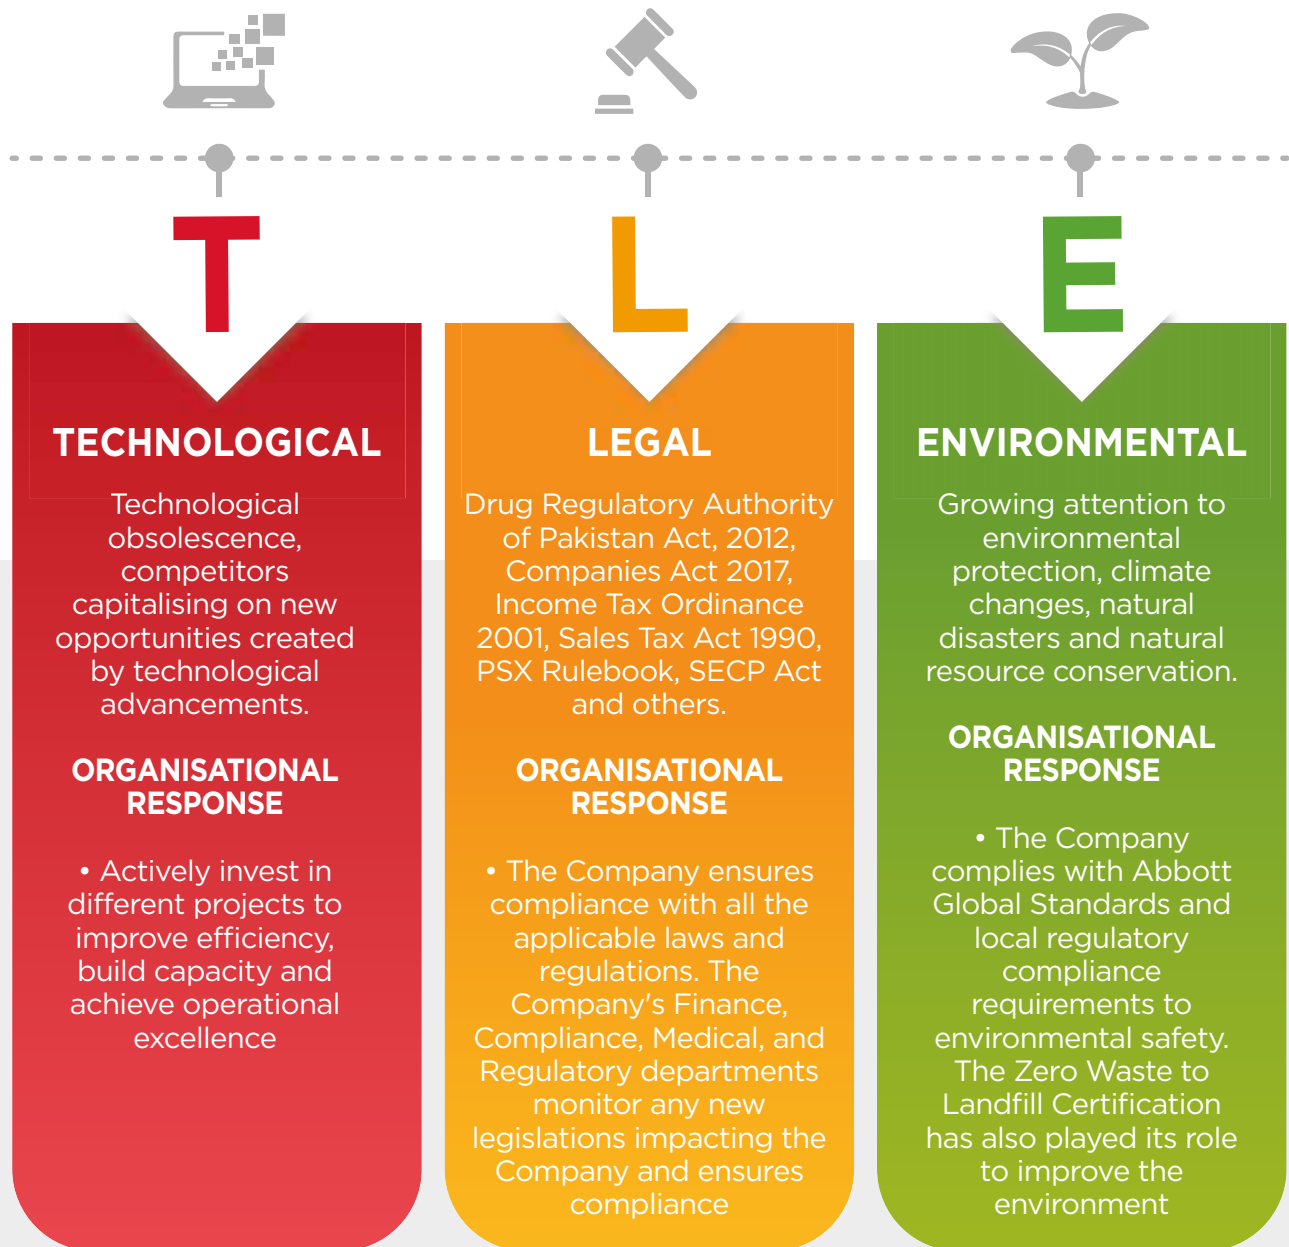 T
TECHNOLOGICAL
Technological
obsolescence,
competitors
capitalising on new
opportunities created
by technological
advancements.
ORGANISATIONAL
RESPONSE
• Actively invest in
different projects to
improve efficiency,
build capacity and
achieve operational
excellence
L
LEGAL
Drug Regulatory Authority
of Pakistan Act, 2012,
Companies Act 2017,
Income Tax Ordinance
2001, Sales Tax Act 1990,
PSX Rulebook, SECP Act
and others.
ORGANISATIONAL
RESPONSE
• The Company ensures
compliance with all the
applicable laws and
regulations. The
Company's Finance,
Compliance, Medical, and
Regulatory departments
monitor any new
legislations impacting the
Company and ensures
compliance
E
ENVIRONMENTAL
Growing attention to
environmental
protection, climate
changes, natural
disasters and natural
resource conservation.
ORGANISATIONAL
RESPONSE
• The Company
complies with Abbott
Global Standards and
local regulatory
compliance
requirements to
environmental safety.
The Zero Waste to
Landfill Certification
has also played its role
to improve the
environment